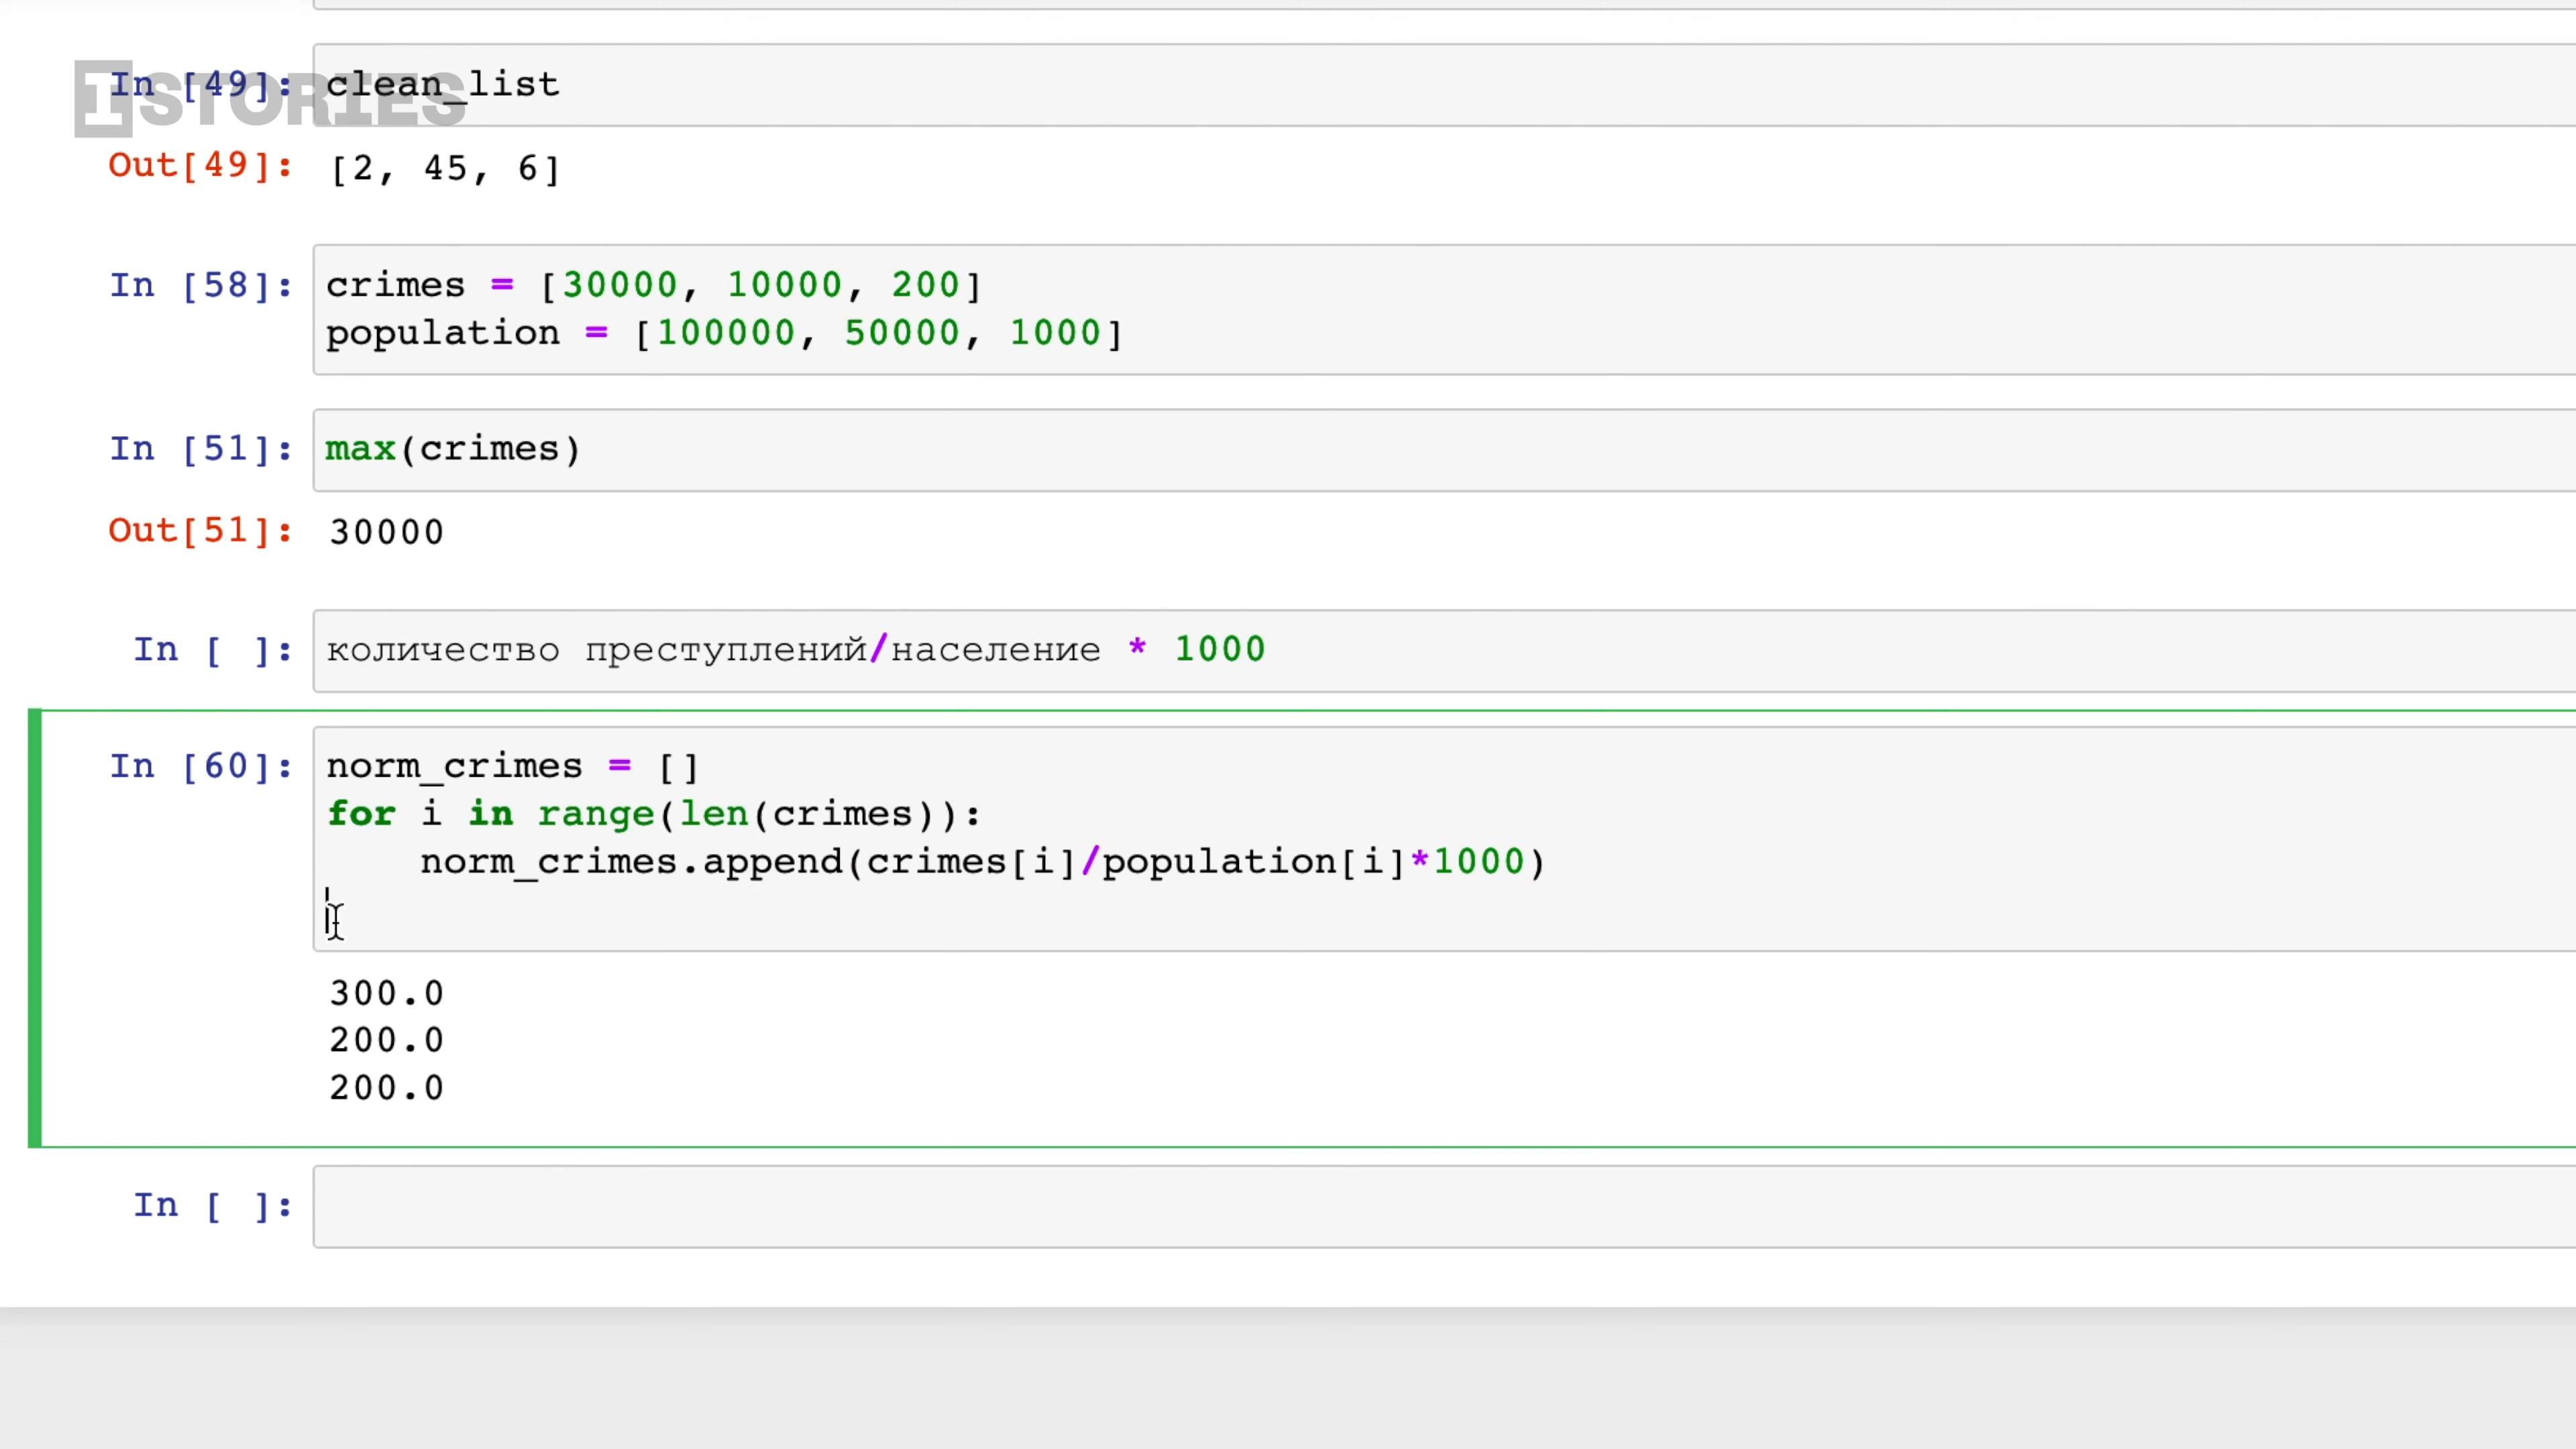 ISTORIES
In [49]: clean_list
Out[49]: [2, 45, 6]
In [58]: crimes = [30000, 10000, 200]
population = [100000, 50000, 1000]
In [51]: max(crimes)
Out[51]: 30000
In [ ]: количество преступлений/население * 1000
In [60]: norm_crimes = []
for i in range(len(crimes)):
norm_crimes.append(crimes[i]/population[i]*1000)
300.0
200.0
200.0
In [ ]: